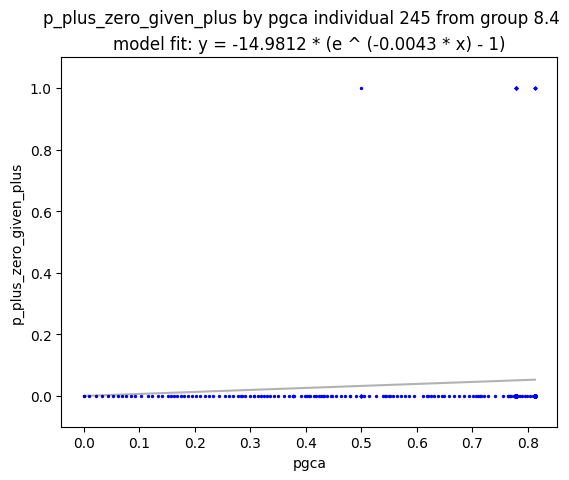 p_plus_zero_given_plus by pgca individual 245 from group 8.4
model fit: y = -14.9812 * (e ^ (-0.0043 * x) - 1)
1.0
0.8
0.6
0.4
0.2
0.0
p_plus_zero_given_plus
0.0 0.1 0.2 0.3 0.4 0.5 0.6 0.7 0.8
pgca